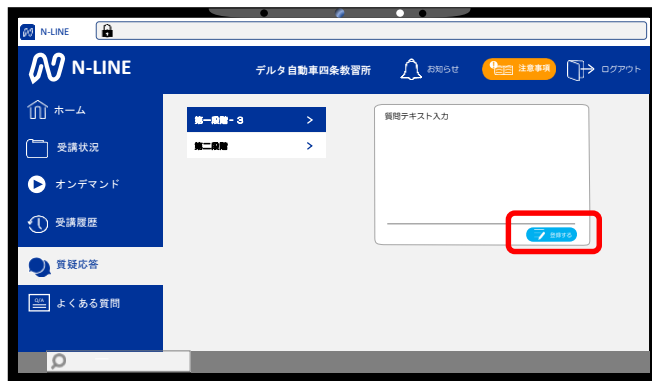 N-LINE
N-LINE
デルタ自動車四条教習所
お知らせ
注意事項
ログアウト
ホーム
受講状況
オンデマンド
受講履歴
質疑応答
Q/A
よくある質問
第一段階-3 >
第二段階 >
質問テキスト入力
登録する